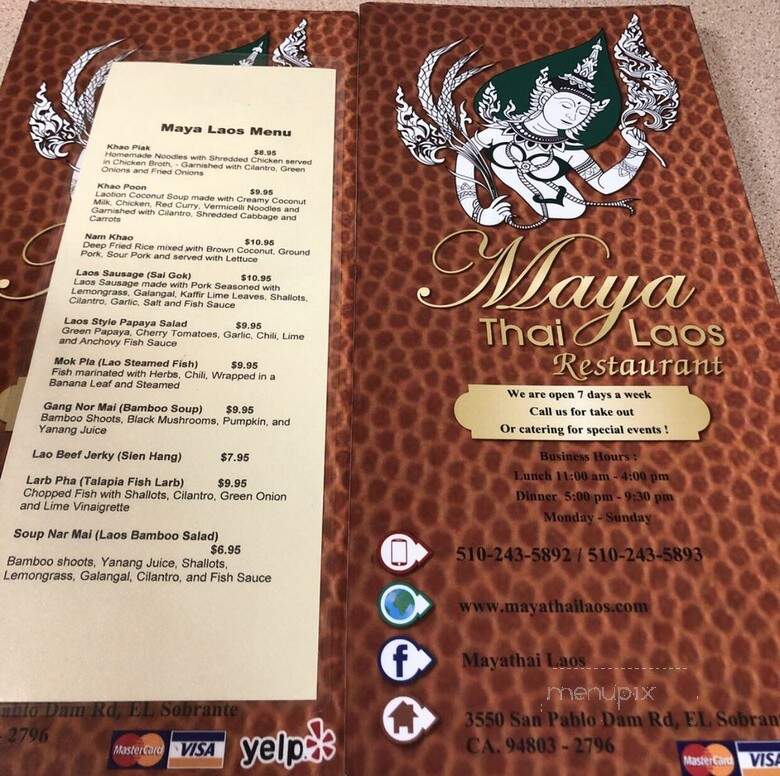 Maya Laos Menu
Khao Piak $8.95
Homemade Noodles with Shredded Chicken served
in Chicken Broth, - Garnished with Cilantro, Green
Onions and Fried Onions
Khao Poon $9.95
Laotion Coconut Soup made with Creamy Coconut
Milk, Chicken, Red Curry, Vermicelli Noodles and
Garnished with Cilantro, Shredded Cabbage and
Carrots
Nam Khao $10.95
Deep Fried Rice mixed with Brown Coconut, Ground
Pork, Sour Pork and served with Lettuce
Laos Sausage (Sai Gok) $10.95
Laos Sausage made with Pork Seasoned with
Lemongrass, Galangal, Kaffir Lime Leaves, Shallots,
Cilantro, Garlic, Salt and Fish Sauce
Laos Style Papaya Salad $9.95
Green Papaya, Cherry Tomatoes, Garlic, Chili, Lime
and Anchovy Fish Sauce
Mok Pla (Lao Steamed Fish) $9.95
Fish marinated with Herbs, Chili, Wrapped in a
Banana Leaf and Steamed
Gang Nor Mai (Bamboo Soup) $9.95
Bamboo Shoots, Black Mushrooms, Pumpkin, and
Yanang Juice
Lao Beef Jerky (Sien Hang) $7.95
Larb Pha (Talapia Fish Larb) $9.95
Chopped Fish with Shallots, Cilantro, Green Onion
and Lime Vinaigrette
Soup Nar Mai (Laos Bamboo Salad)
$6.95
Bamboo shoots, Yanang Juice, Shallots,
Lemongrass, Galangal, Cilantro, and Fish Sauce
Dam Rd, EL Sobrante
- 2796
MasterCard VISA yelp
Maya
Thai Laos
Restaurant
We are open 7 days a week
Call us for take out
Or catering for special events !
Business Hours :
Lunch 11:00 am - 4:00 pm
Dinner 5:00 pm - 9:30 pm
Monday - Sunday
510-243-5892 / 510-243-5893
www.mayathailaos.com
f Mayathai Laos
menupix
3550 San Pablo Dam Rd, EL Sobran
CA. 94803 - 2796
MasterCard VISA